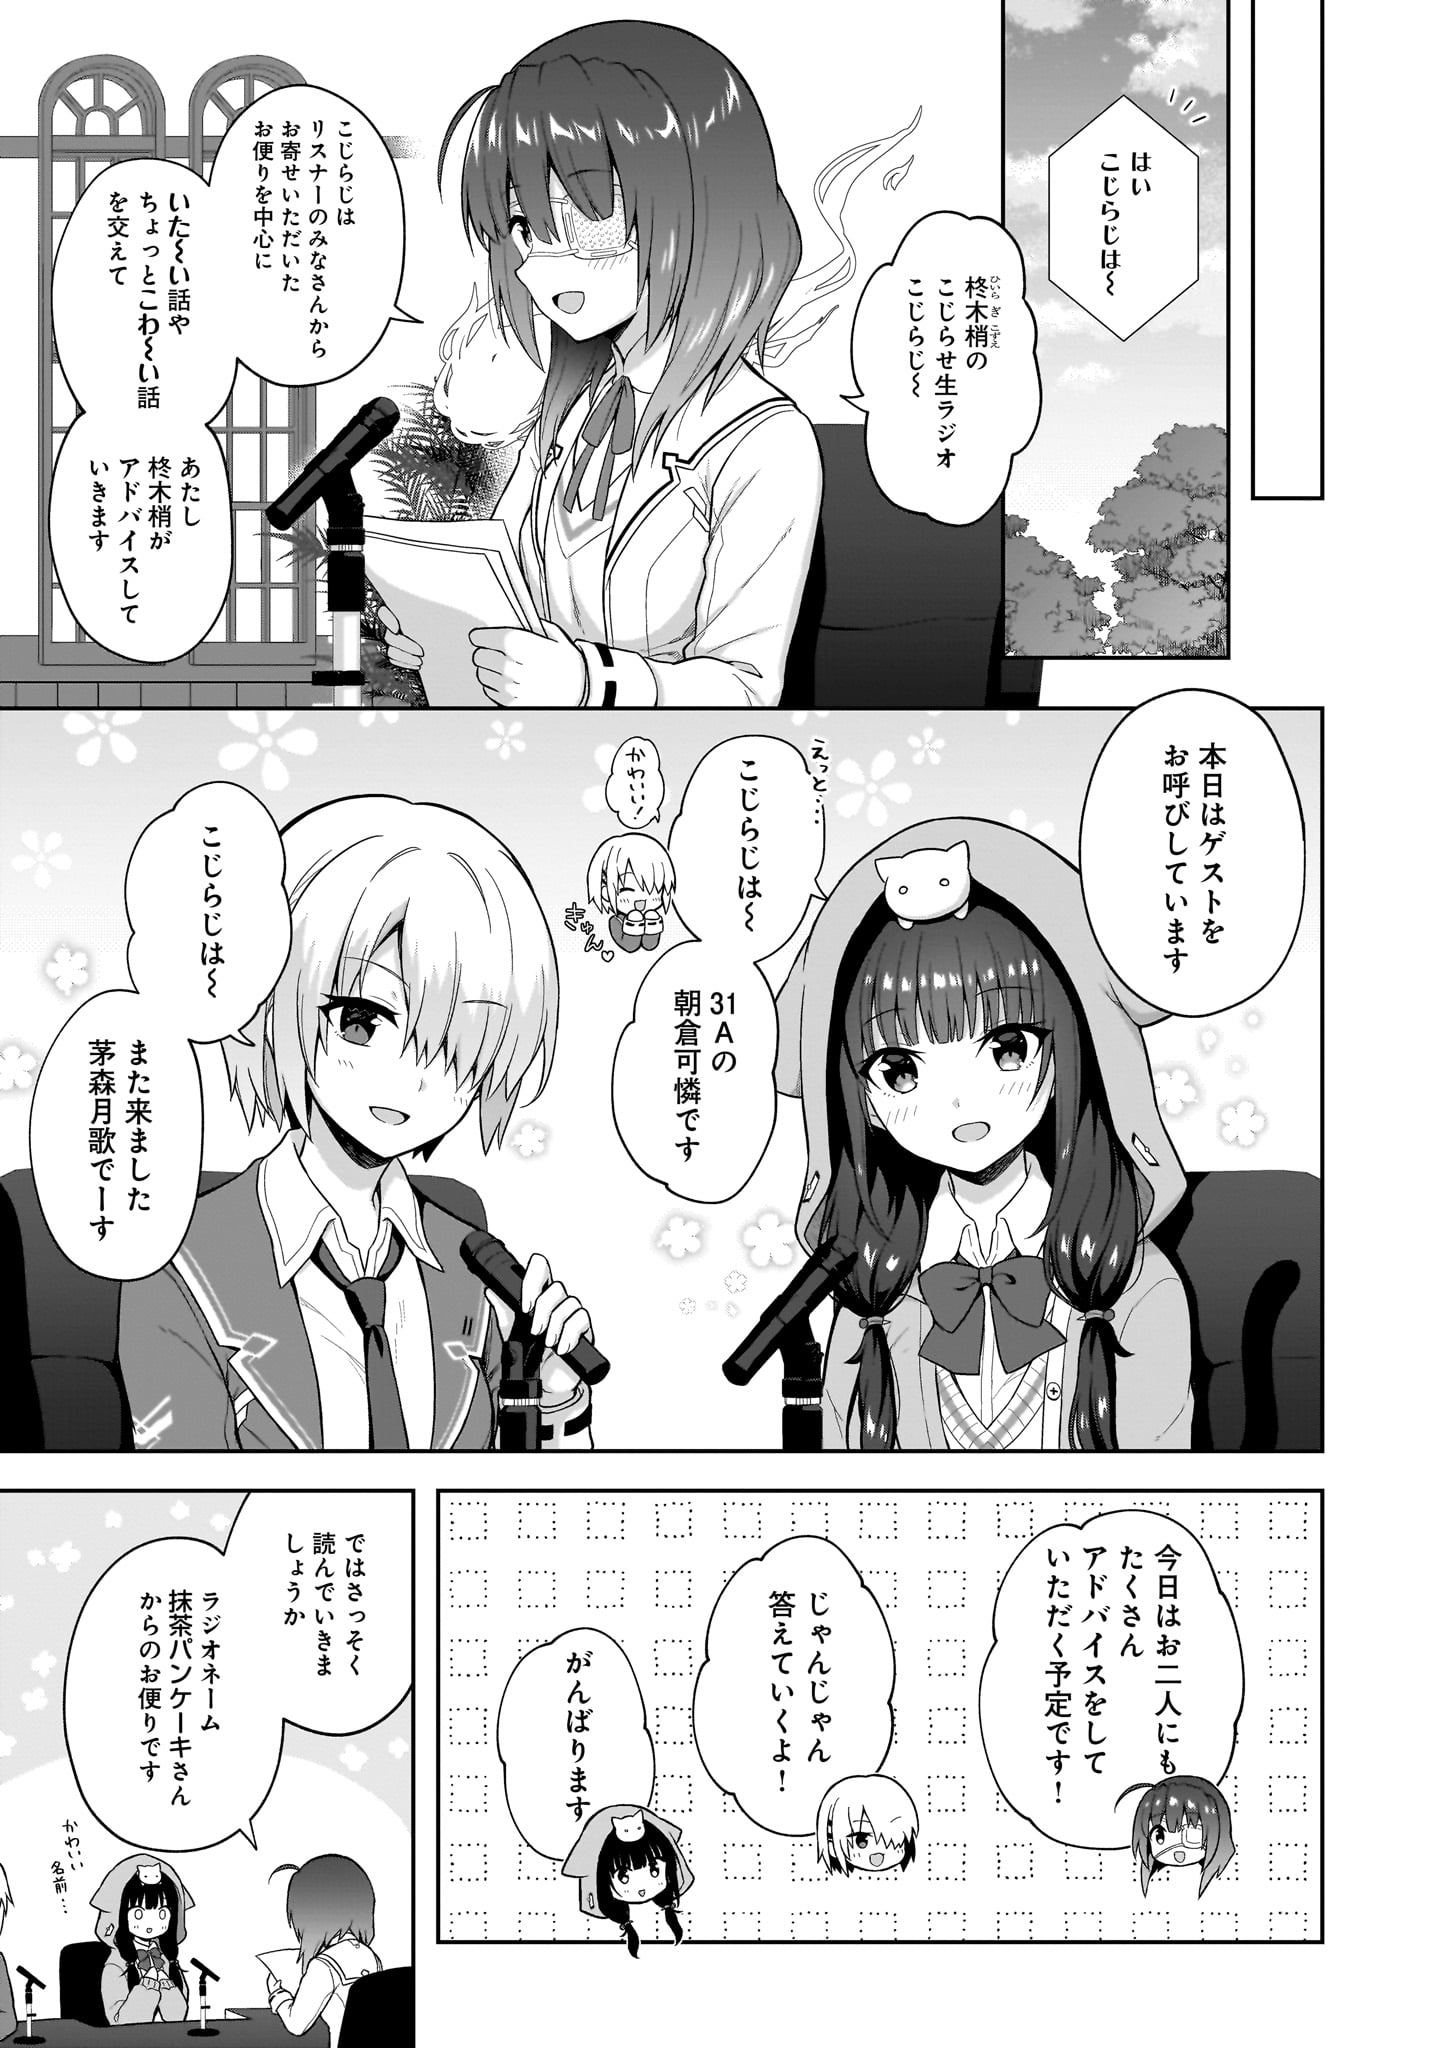 はい
こじらじは〜
柊木梢の
こじらせ生ラジオ
こじらじ〜
ひいらぎこずえ
こじらじは
リスナーのみなさんから
お寄せいただいた
お便りを中心に
いた〜い話や
ちょっとこわ〜い話
を交えて
あたし
柊木梢が
アドバイスして
いきます
本日はゲストを
お呼びしています
えっと…
こじらじは〜
31Aの
朝倉可憐です
かわいい！
きゅん♡
こじらじは〜
また来ました
茅森月歌でーす
今日はお二人にも
たくさん
アドバイスをして
いただく予定です！
じゃんじゃん
答えていくよ！
がんばります
ではさっそく
読んでいきま
しょうか
ラジオネーム
抹茶パンケーキさん
からのお便りです
かわいい
名前…